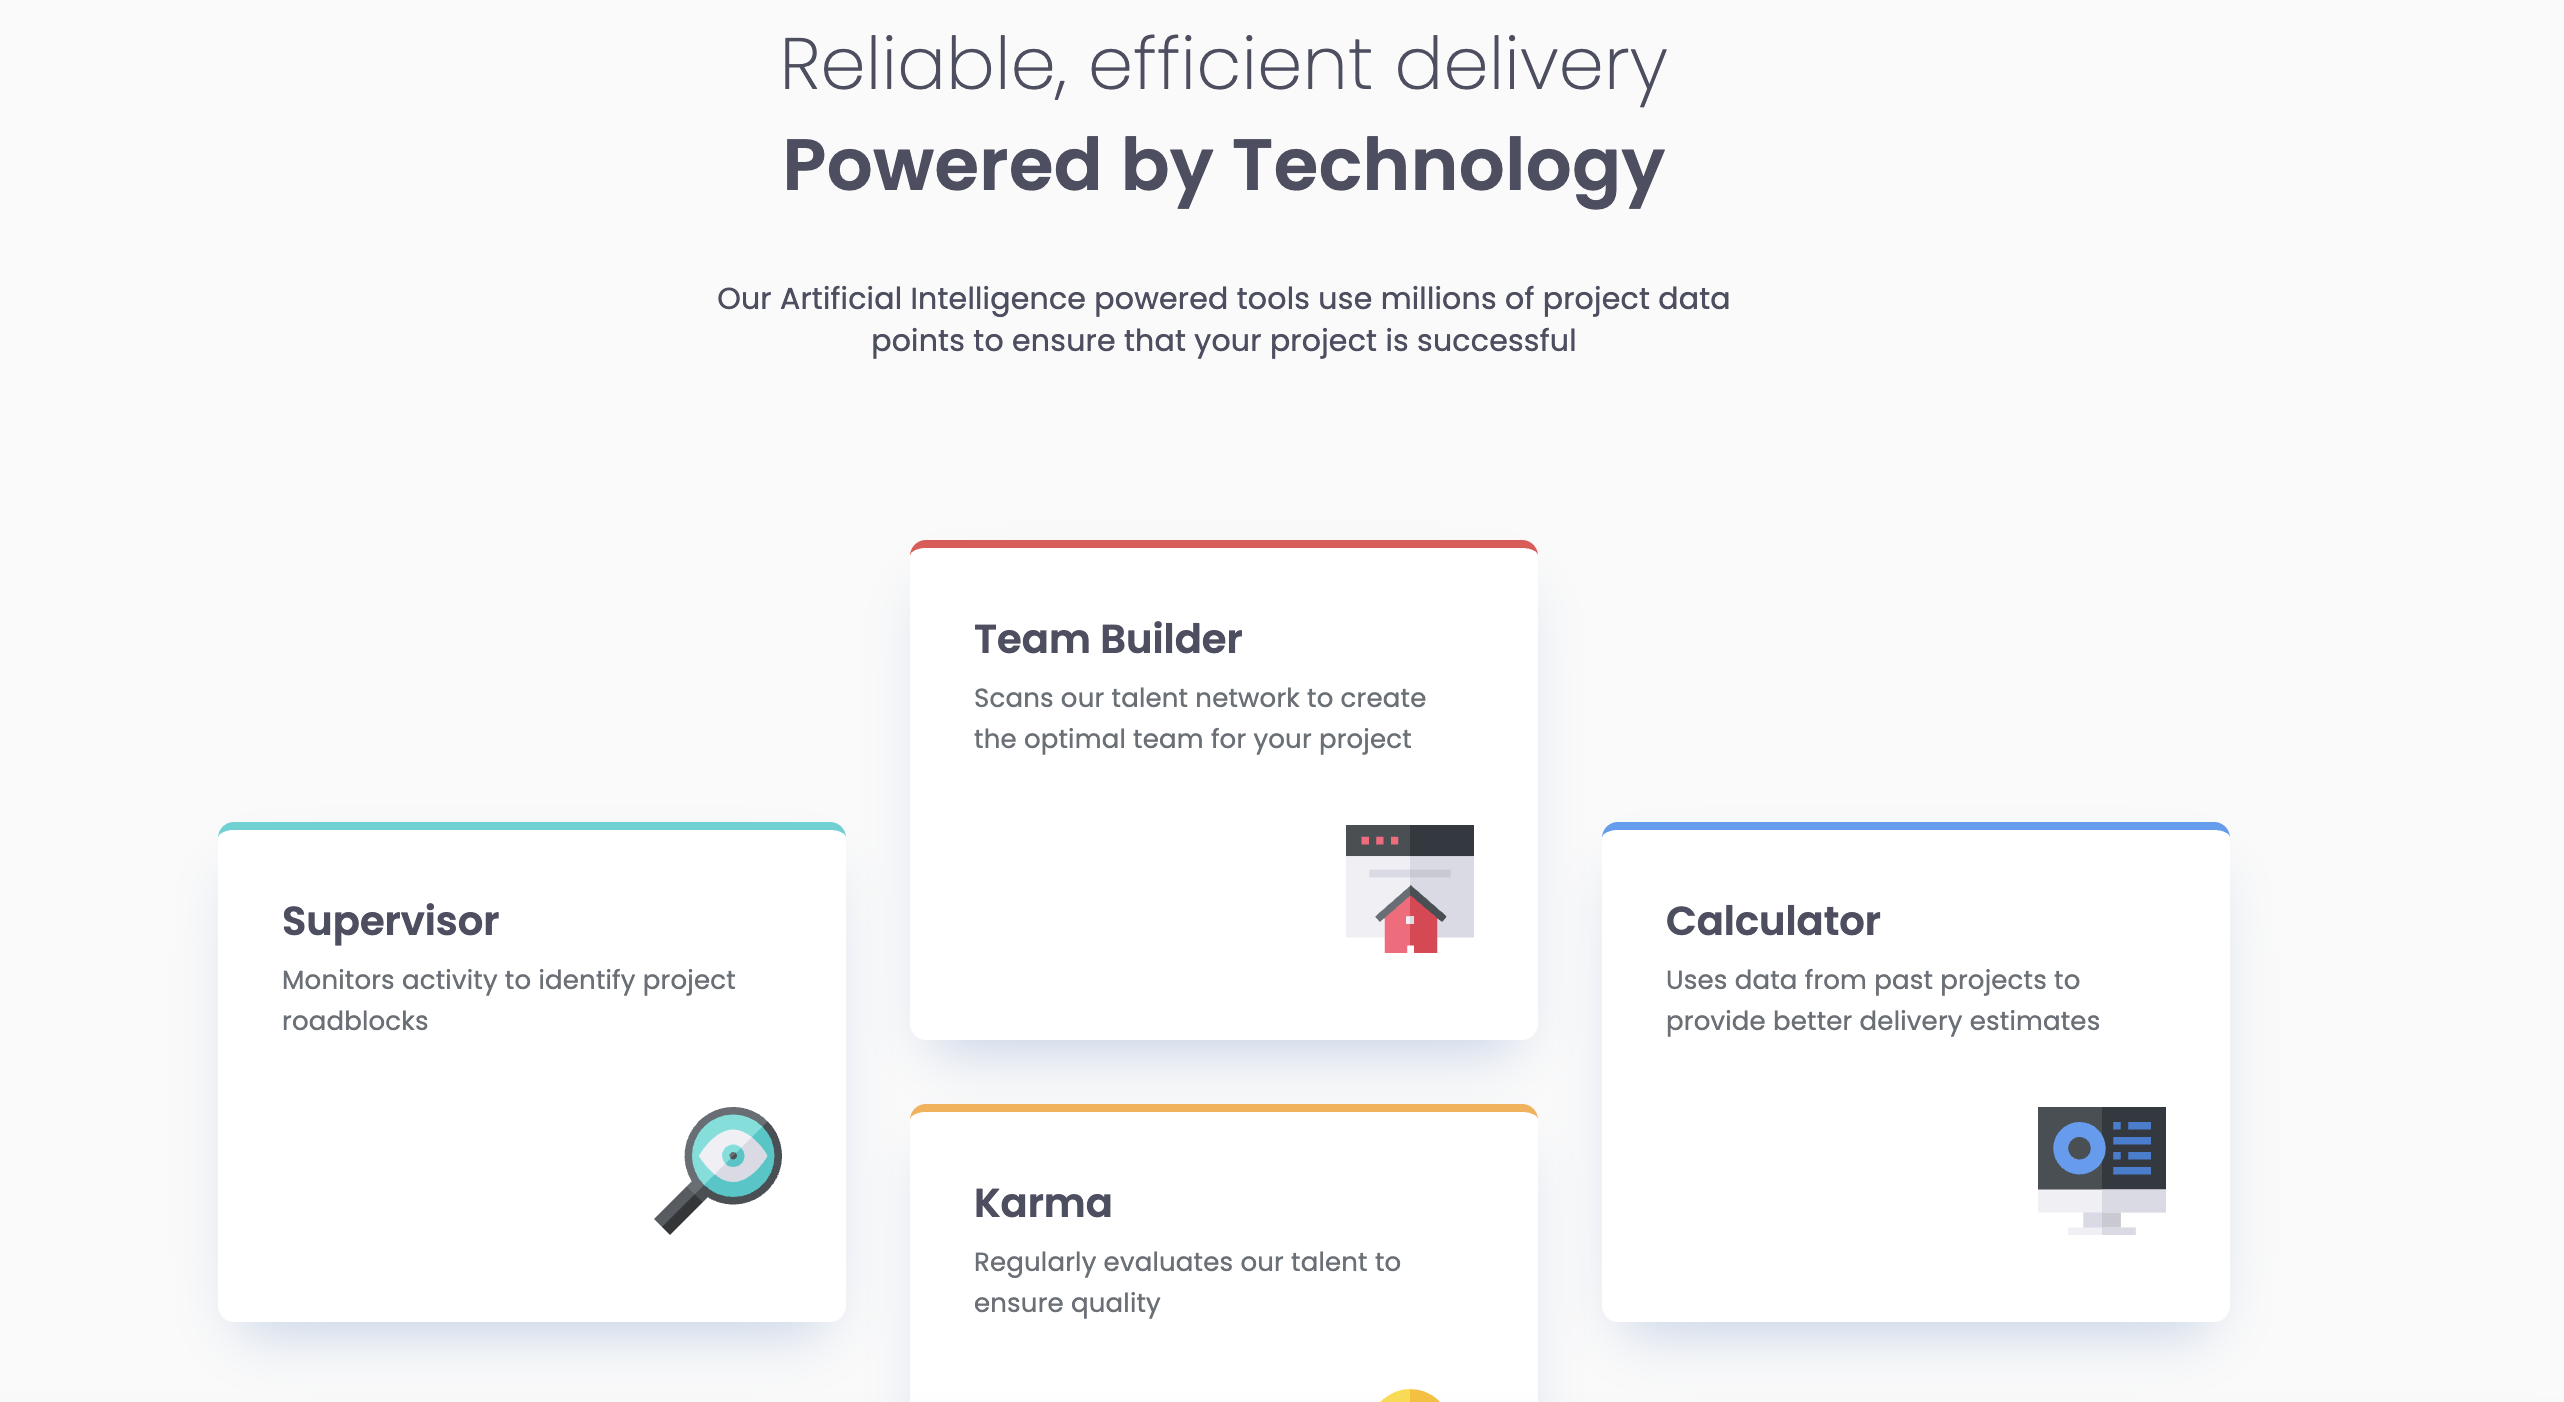 Reliable, efficient delivery
Powered by Technology
Our Artificial Intelligence powered tools use millions of project data
points to ensure that your project is successful
Team Builder
Scans our talent network to create
the optimal team for your project
Supervisor
Monitors activity to identify project
roadblocks
Calculator
Uses data from past projects to
provide better delivery estimates
Karma
Regularly evaluates our talent to
ensure quality